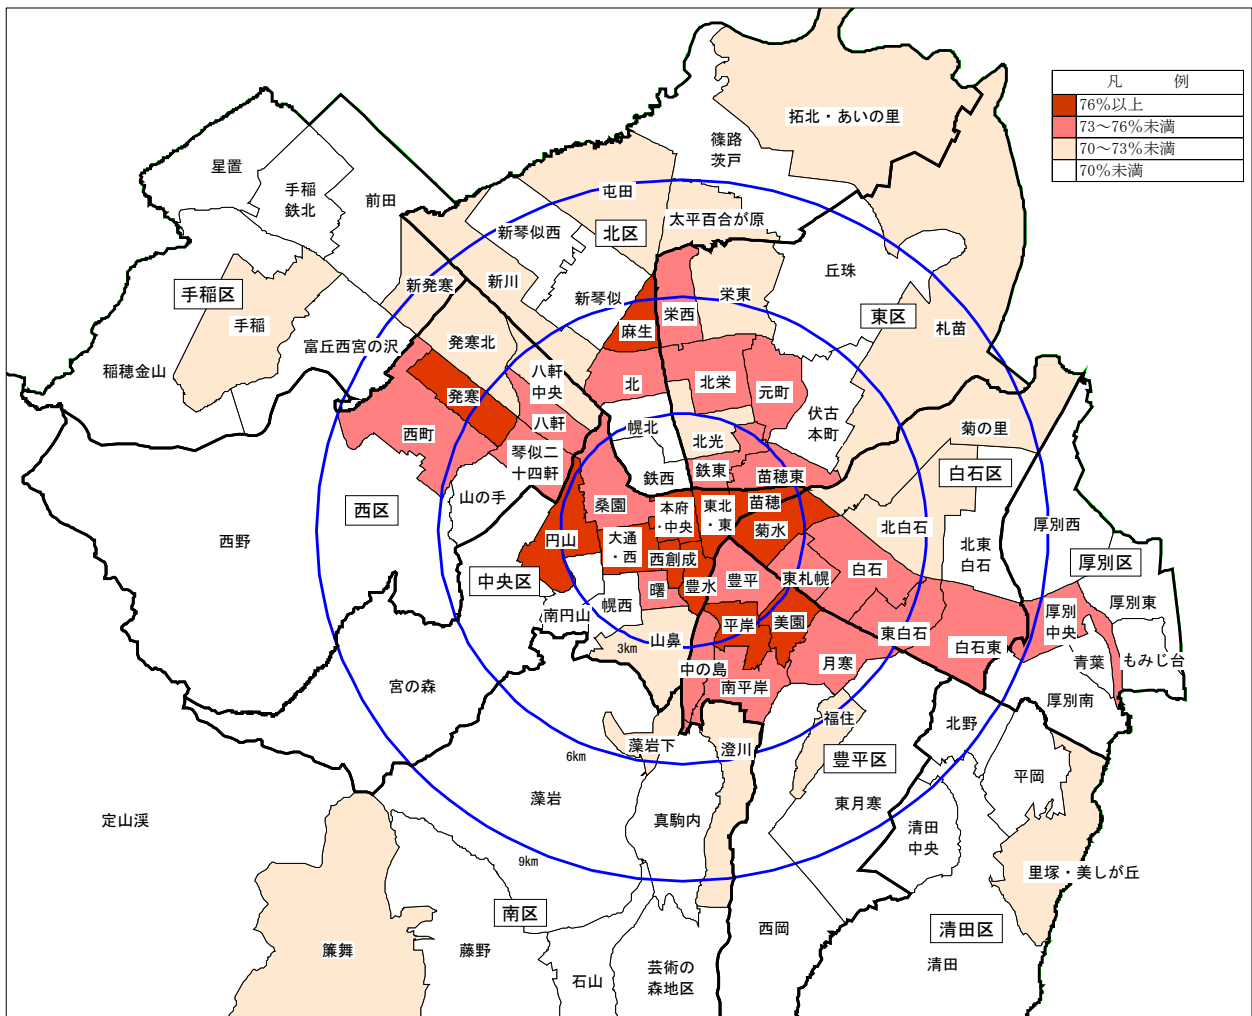 凡　例
76%以上
73～76%未満
70～73%未満
70%未満
拓北・あいの里
篠路
茨戸
星置
手稲
鉄北
前田
屯田
太平百合が原
新琴似西
北区
丘珠
手稲区
新発寒
新川
新琴似
栄東
栄西
東区
手稲
麻生
札苗
富丘西宮の沢
発寒北
稲穂金山
八軒
中央
北
北栄
元町
発寒
八軒
伏古
本町
菊の里
西町
幌北
北光
琴似二
十四軒
鉄東
白石区
鉄西
苗穂東
山の手
西区
桑園
本府
・中央
東北
・東
苗穂
菊水
北白石
厚別西
西野
円山
大通
・西
西創成
北東
白石
厚別区
中央区
豊水
豊平
東札幌
白石
曙
幌西
南円山
厚別
中央
厚別東
平岸
美園
東白石
山鼻
3km
白石東
中の島
月寒
青葉
もみじ台
宮の森
南平岸
厚別南
福住
北野
藻岩下
澄川
6km
豊平区
平岡
藻岩
東月寒
定山渓
真駒内
清田
中央
9km
里塚・美しが丘
南区
西岡
清田区
簾舞
藤野
清田
石山
芸術の
森地区